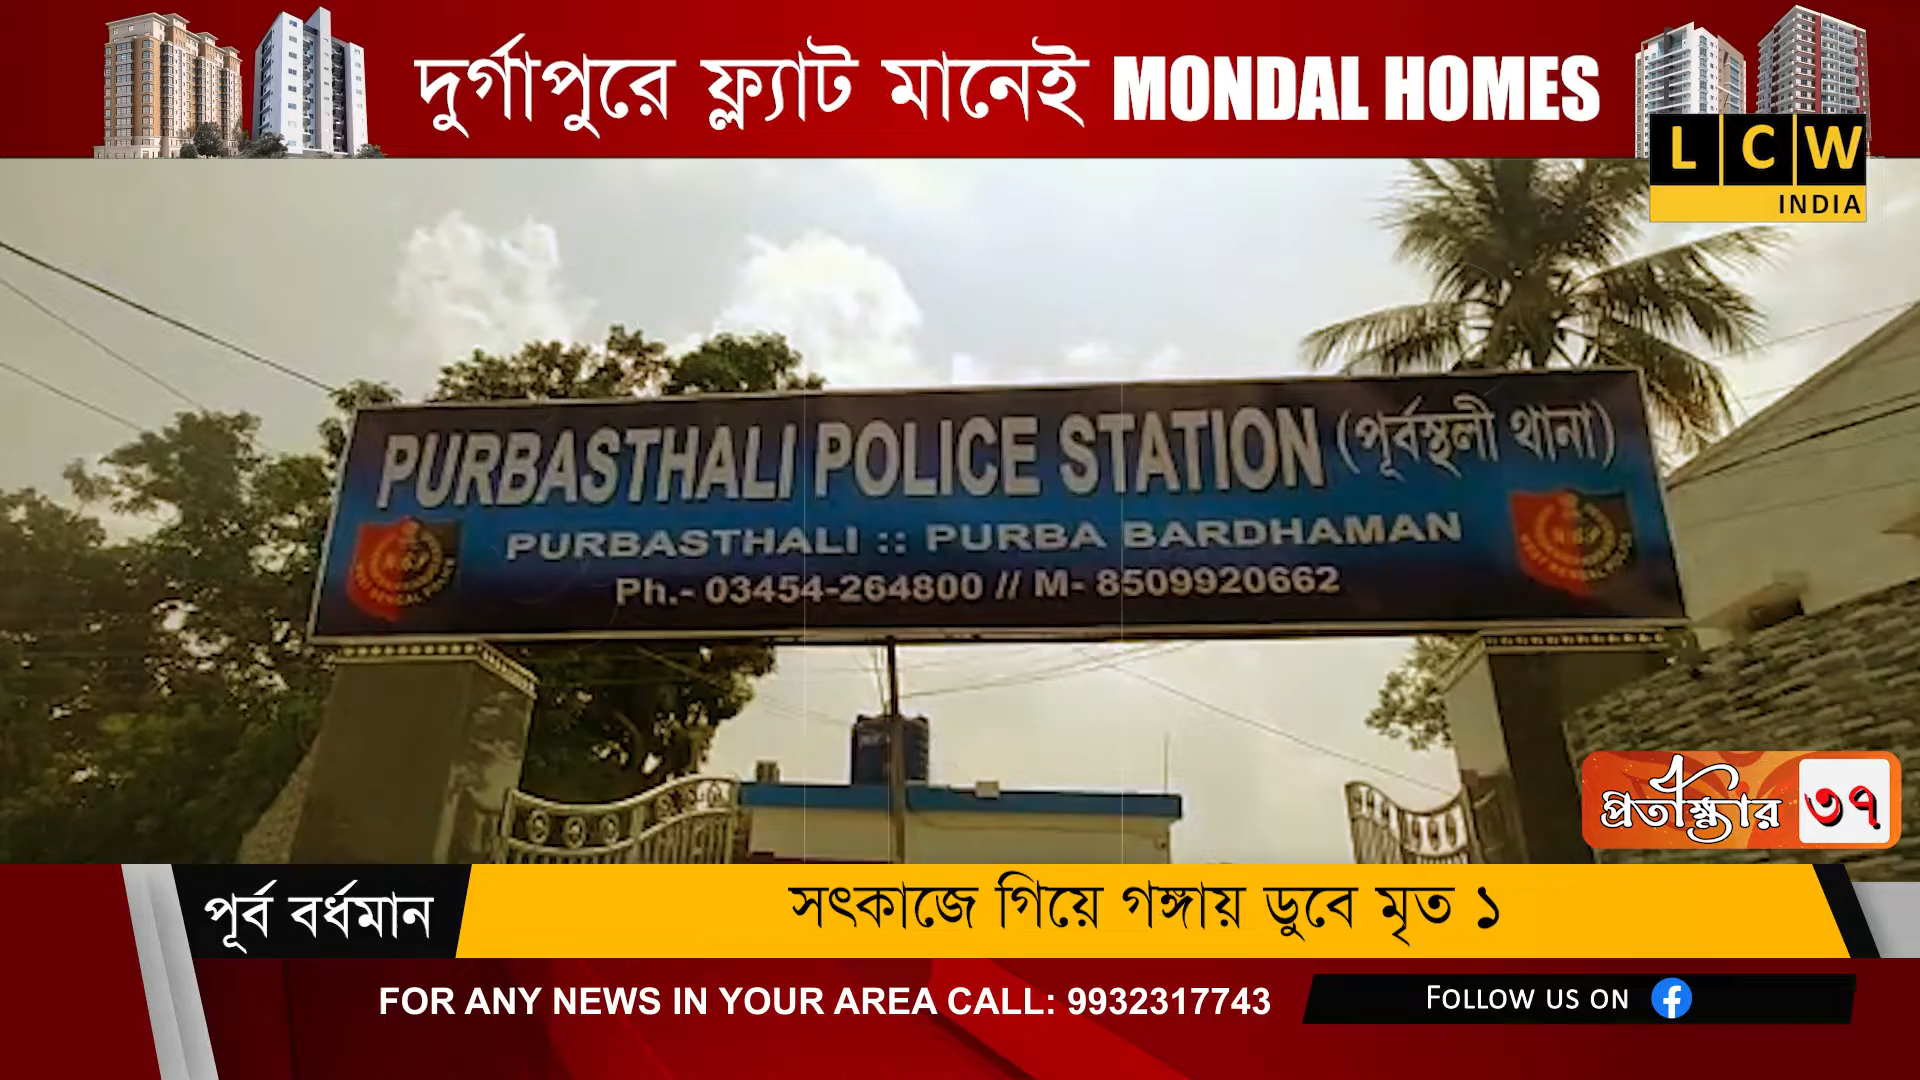 দুর্গাপুরে ফ্ল্যাট মানেই MONDAL HOMES
L C W
INDIA
PURBASTHALI POLICE STATION (পূর্বস্থলী থানা)
PURBASTHALI :: PURBA BARDHAMAN
Ph.- 03454-264800 // M- 8509920662
প্রতীক্ষার ৩৭
পূর্ব বর্ধমান
সৎকাজে গিয়ে গঙ্গায় ডুবে মৃত ১
FOR ANY NEWS IN YOUR AREA CALL: 9932317743
FOLLOW US ON